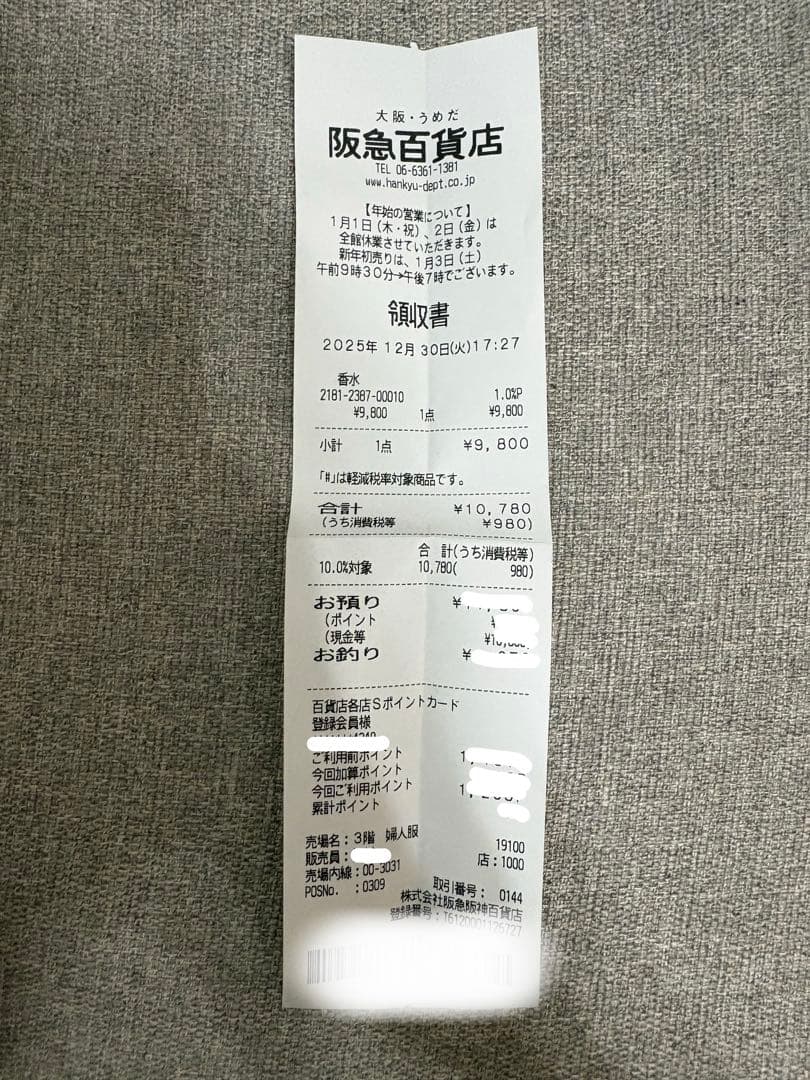 大阪・うめだ
阪急百貨店
TEL 06-6361-1381
www.hankyu-dept.co.jp
【年始の営業について】
1月1日(木・祝)、2日(金)は
全館休業させていただきます。
新年初売りは、1月3日(土)
午前9時30分→午後7時でございます。
領収書
2025年12月30日(火)17:27
香水
2181-2387-00010 1.0%P
¥9,800 1点 ¥9,800
小計 1点 ¥9,800
「#」は軽減税率対象商品です。
合計 ¥10,780
(うち消費税等 ¥980)
合 計(うち消費税等)
10.0%対象 10,780( 980)
お預り ¥
(ポイント ¥
(現金等 ¥
お釣り ¥
百貨店各店Sポイントカード
登録会員様
ご利用前ポイント
今回加算ポイント
今回ご利用ポイント
累計ポイント
売場名:3階 婦人服 19100
販売員: 店:1000
売場内線:00-3031
POSNo. :0309 取引番号: 0144
株式会社阪急阪神百貨店
登録番号:T6120001126727